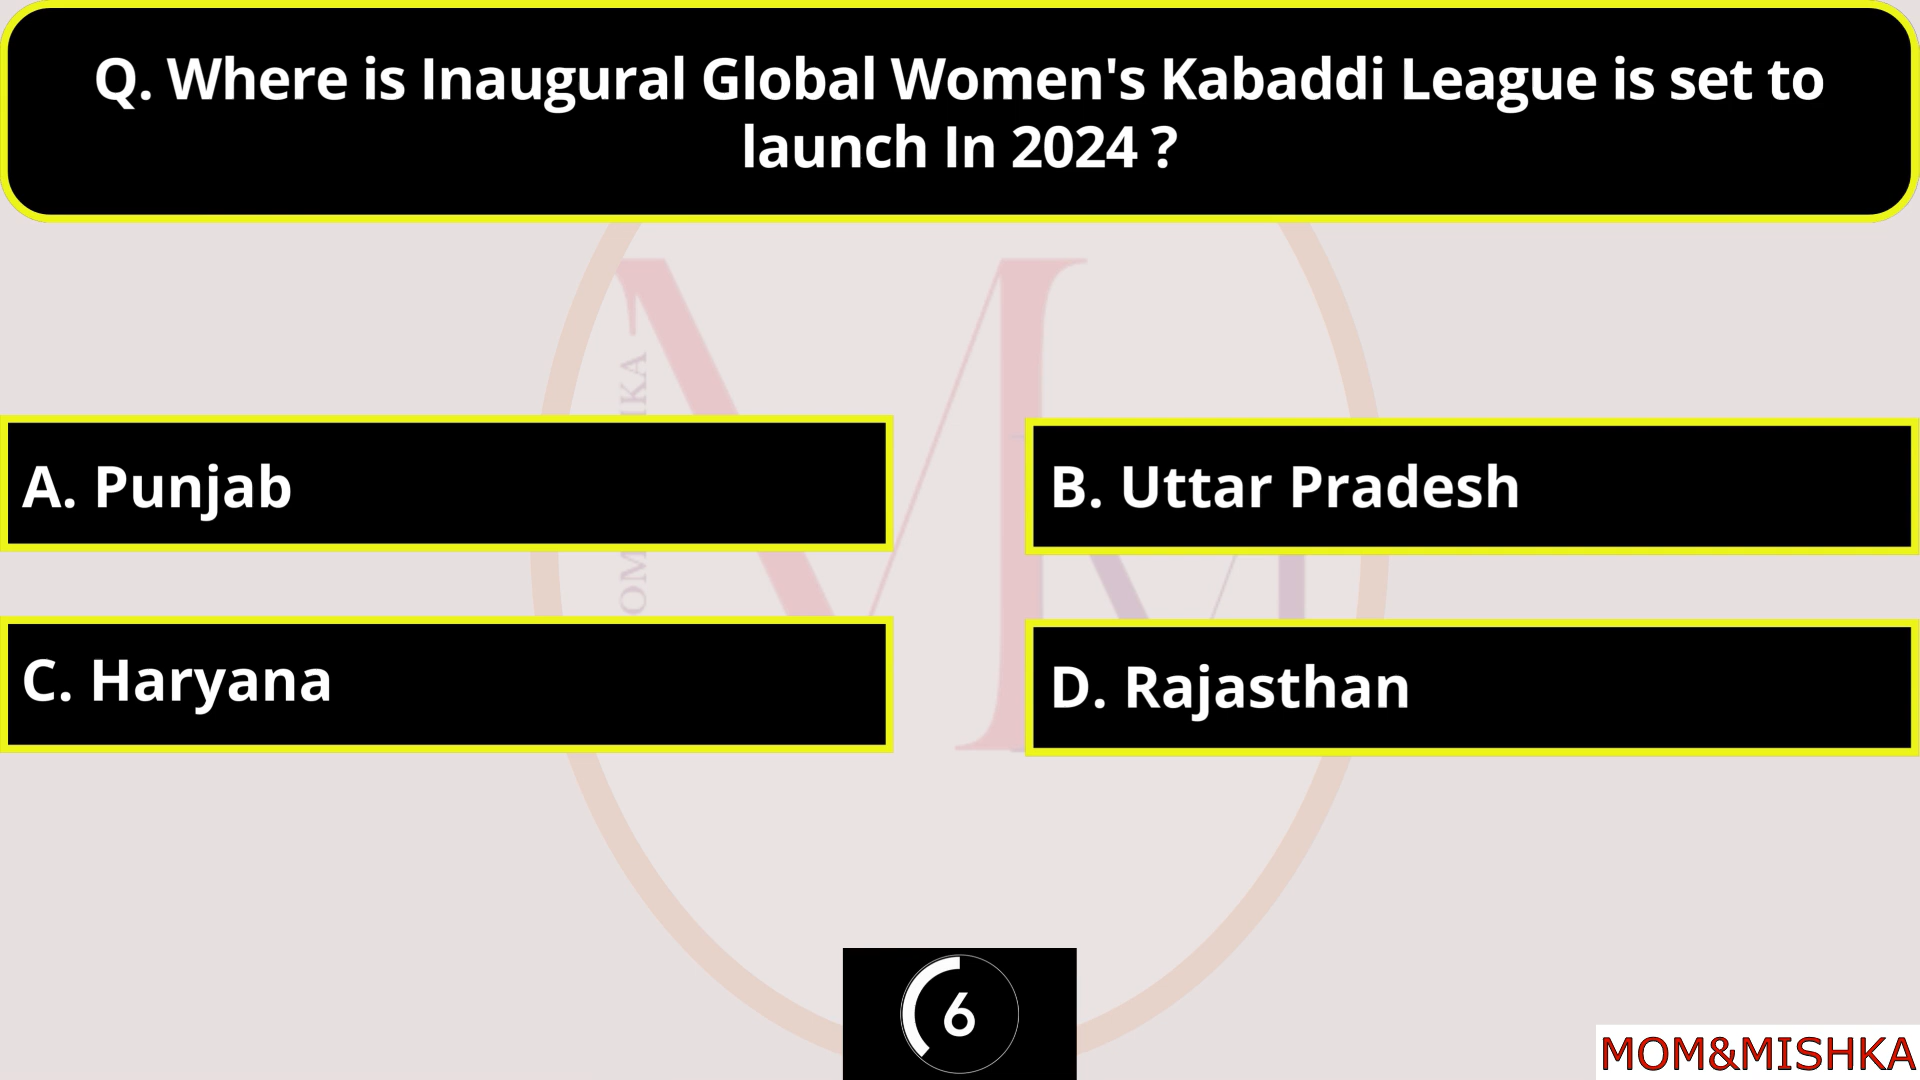 Q. Where is Inaugural Global Women's Kabaddi League is set to
launch In 2024 ?
A. Punjab
B. Uttar Pradesh
C. Haryana
D. Rajasthan
6
MOM&MISHKA